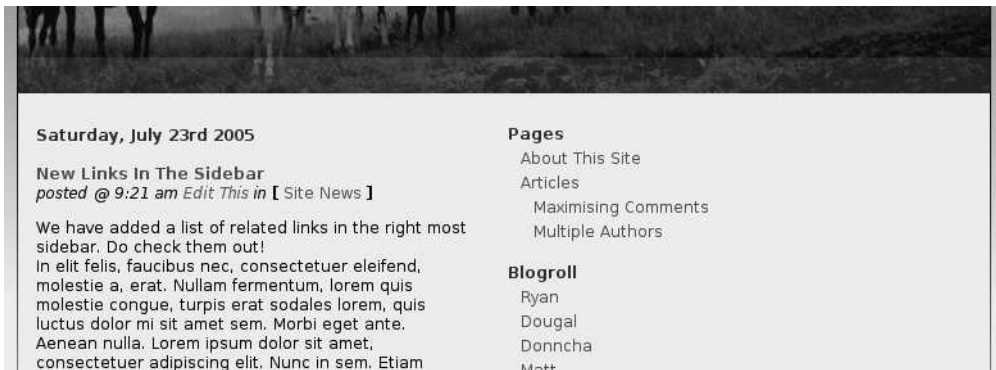 Saturday, July 23rd 2005
New Links In The Sidebar
posted @ 9:21 am Edit This in [ Site News ]
We have added a list of related links in the right most
sidebar. Do check them out!
In elit felis, faucibus nec, consectetuer eleifend,
molestie a, erat. Nullam fermentum, lorem quis
molestie congue, turpis erat sodales lorem, quis
luctus dolor mi sit amet sem. Morbi eget ante.
Aenean nulla. Lorem ipsum dolor sit amet,
consectetuer adipiscing elit. Nunc in sem. Etiam
Pages
About This Site
Articles
Maximising Comments
Multiple Authors
Blogroll
Ryan
Dougal
Donncha
Matt